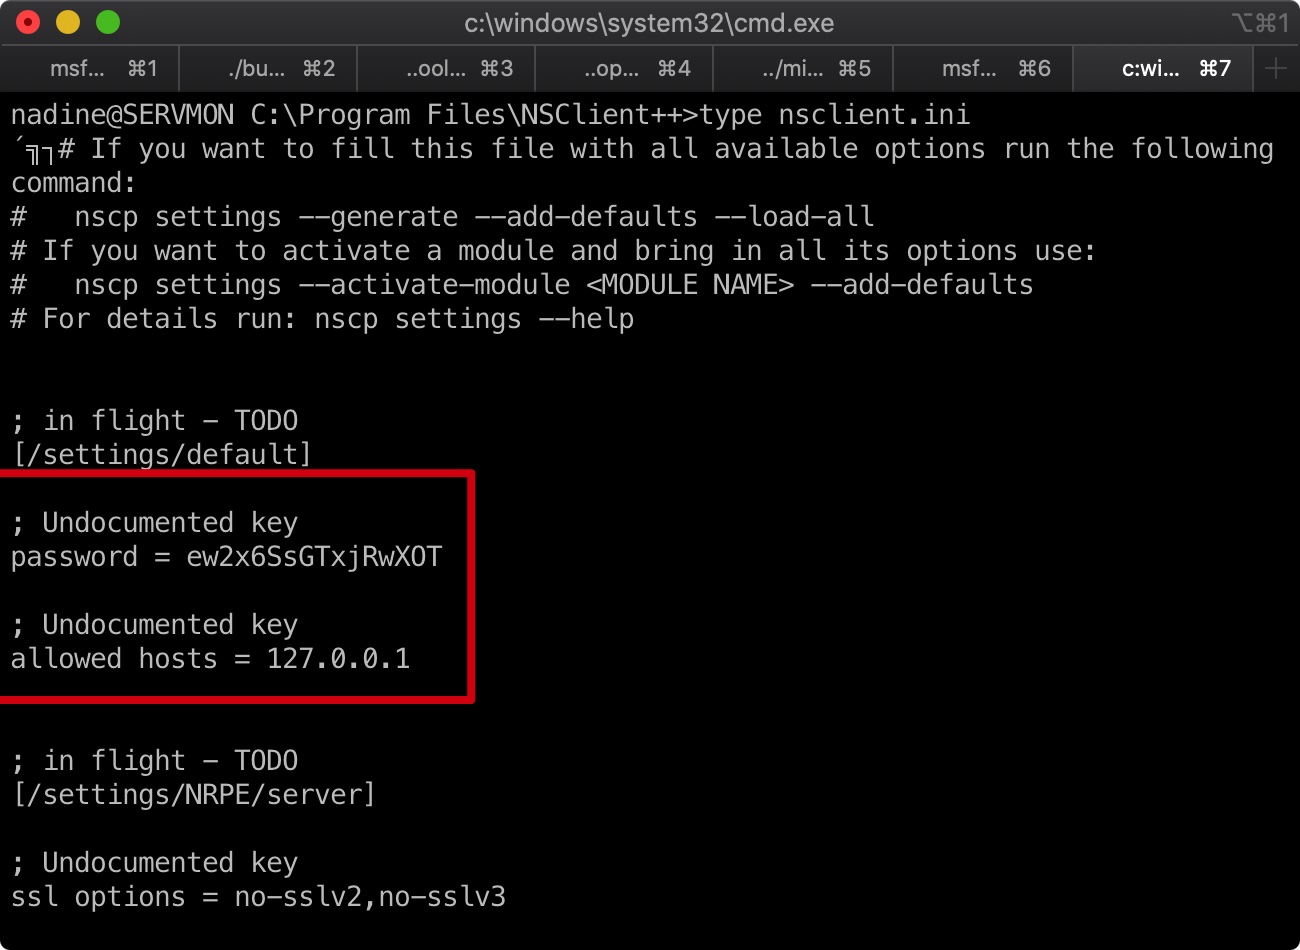 c:\windows\system32\cmd.exe ⌥⌘1
msf... ⌘1 ./bu... ⌘2 ..ool... ⌘3 ..op... ⌘4 ../mi... ⌘5 msf... ⌘6 c:wi... ⌘7
nadine@SERVMON C:\Program Files\NSClient++>type nsclient.ini
´╗┐# If you want to fill this file with all available options run the following
command:
#   nscp settings --generate --add-defaults --load-all
# If you want to activate a module and bring in all its options use:
#   nscp settings --activate-module <MODULE NAME> --add-defaults
# For details run: nscp settings --help
; in flight - TODO
[/settings/default]
; Undocumented key
password = ew2x6SsGTxjRwXOT
; Undocumented key
allowed hosts = 127.0.0.1
; in flight - TODO
[/settings/NRPE/server]
; Undocumented key
ssl options = no-sslv2,no-sslv3